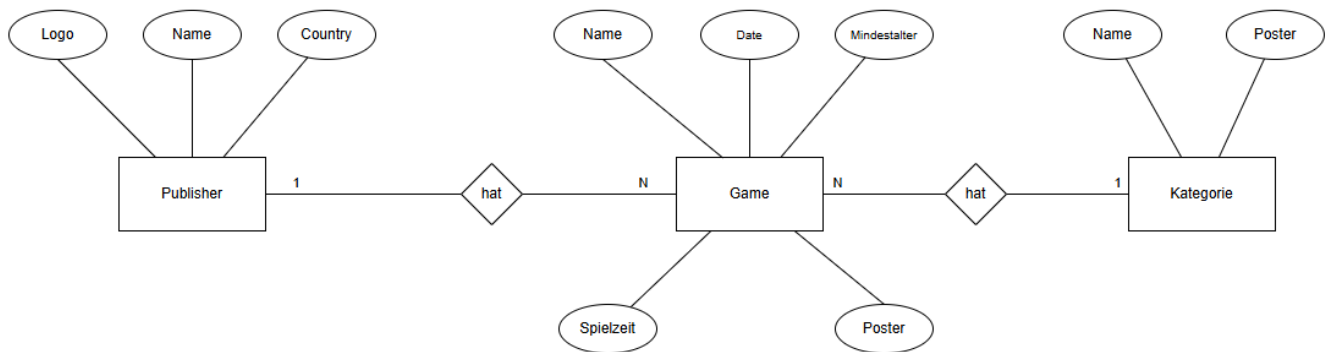 Logo
Name
Country
Name
Date
Mindestalter
Name
Poster
Publisher
1
hat
N
Game
N
hat
1
Kategorie
Spielzeit
Poster